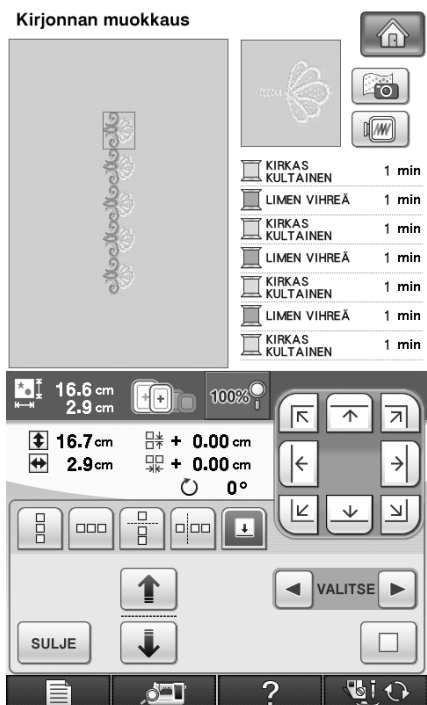 Kirjonnan muokkaus
KIRKAS
KULTAINEN 1 min
LIMEN VIHREÄ 1 min
KIRKAS
KULTAINEN 1 min
LIMEN VIHREÄ 1 min
KIRKAS
KULTAINEN 1 min
LIMEN VIHREÄ 1 min
KIRKAS
KULTAINEN 1 min
16.6 cm
2.9 cm
100%
16.7 cm + 0.00 cm
2.9 cm + 0.00 cm
0°
VALITSE
SULJE
?